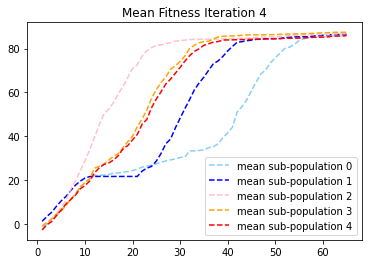 Mean Fitness Iteration 4
80
60
40
20
0
0 10 20 30 40 50 60
mean sub-population 0
mean sub-population 1
mean sub-population 2
mean sub-population 3
mean sub-population 4